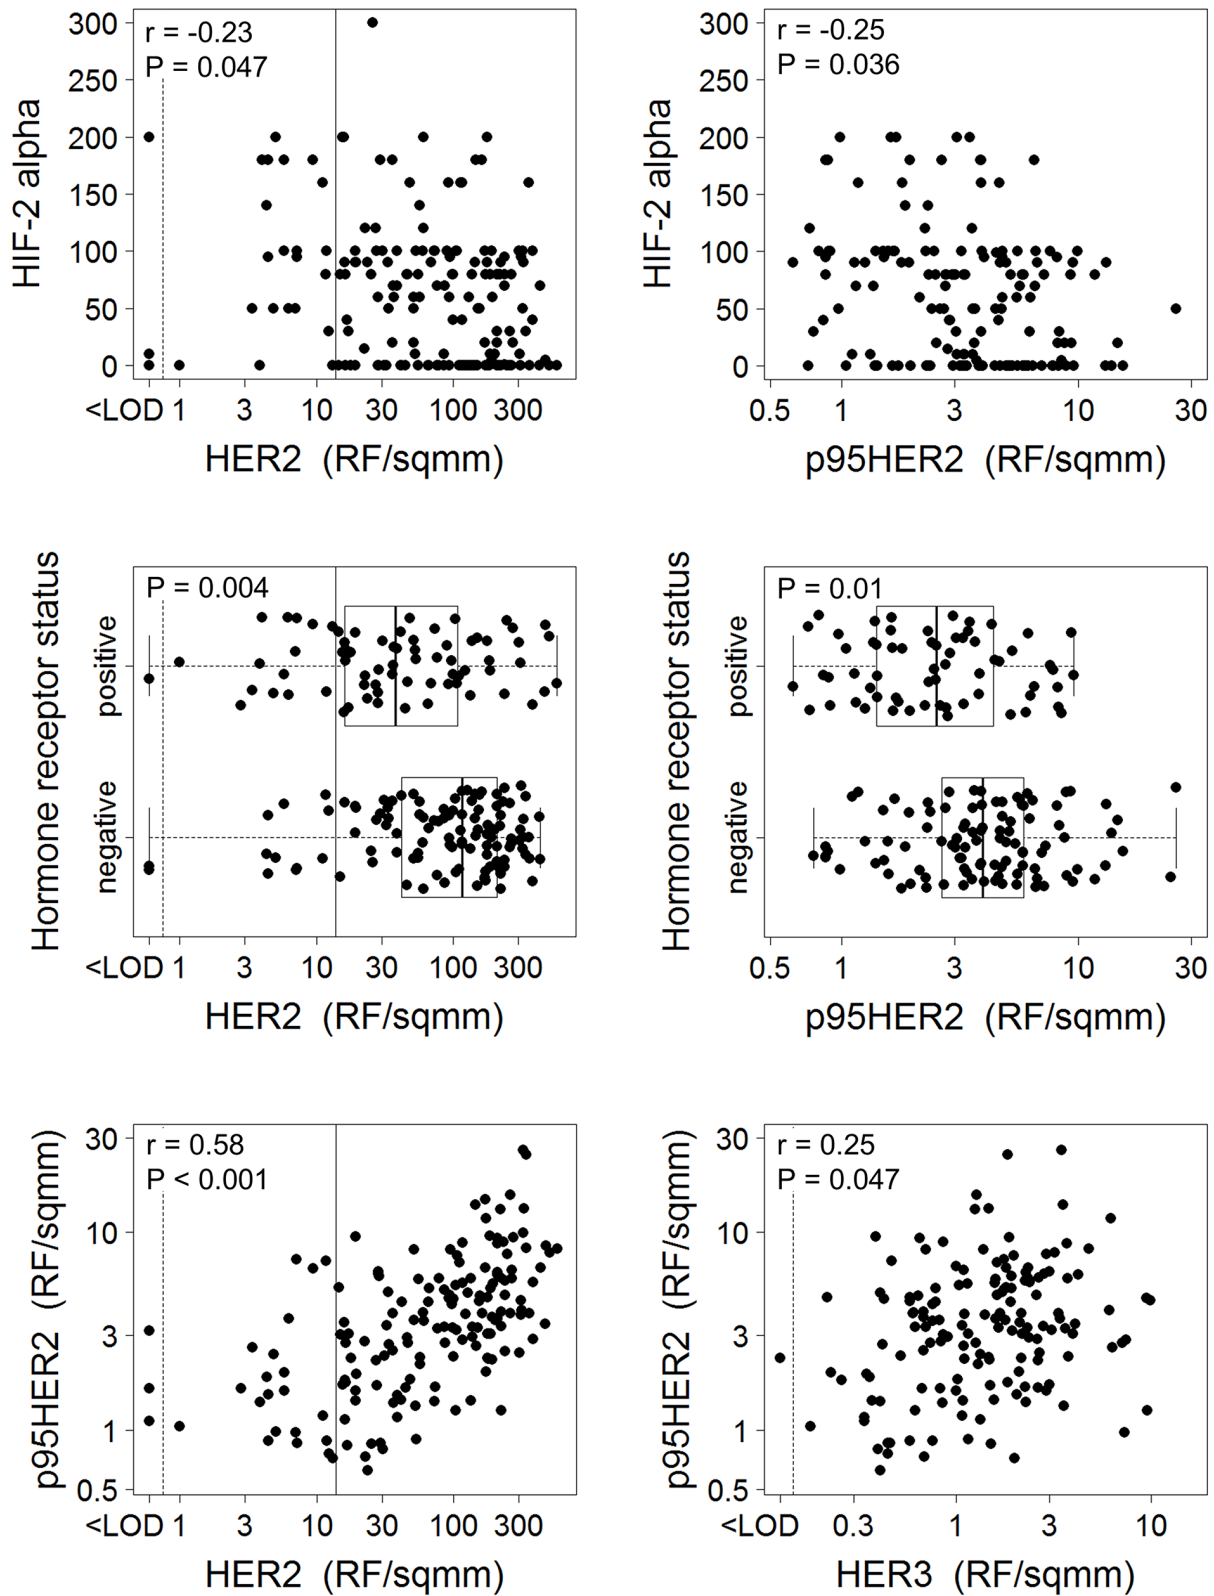 HIF-2 alpha
300
250
200
150
100
50
0
r = -0.23
P = 0.047
<LOD 1 3 10 30 100 300
HER2 (RF/sqmm)
HIF-2 alpha
300
250
200
150
100
50
0
r = -0.25
P = 0.036
0.5 1 3 10 30
p95HER2 (RF/sqmm)
Hormone receptor status
positive
negative
P = 0.004
<LOD 1 3 10 30 100 300
HER2 (RF/sqmm)
Hormone receptor status
positive
negative
P = 0.01
0.5 1 3 10 30
p95HER2 (RF/sqmm)
p95HER2 (RF/sqmm)
30
10
3
1
0.5
r = 0.58
P < 0.001
<LOD 1 3 10 30 100 300
HER2 (RF/sqmm)
p95HER2 (RF/sqmm)
30
10
3
1
0.5
r = 0.25
P = 0.047
<LOD 0.3 1 3 10
HER3 (RF/sqmm)